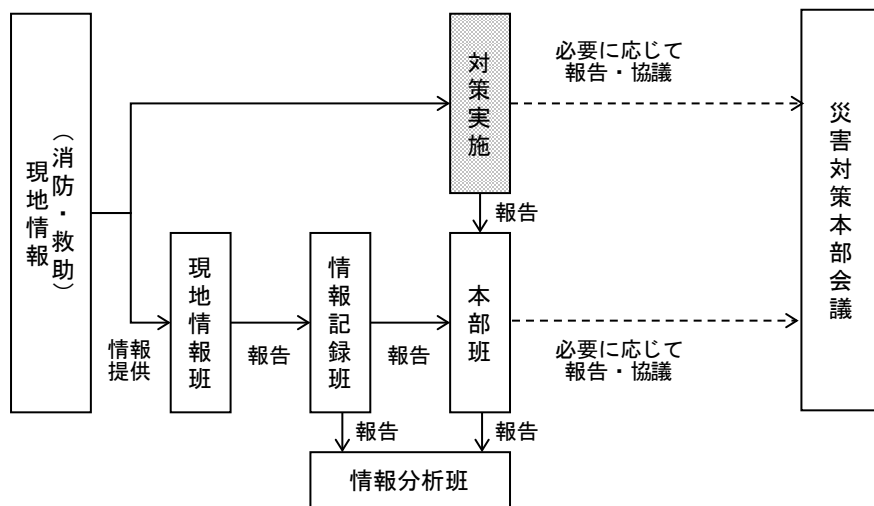 現地情報
（消防・救助）
対策実施
必要に応じて
報告・協議
災害対策本部会議
報告
現地情報班
情報記録班
本部班
情報
提供
報告
報告
必要に応じて
報告・協議
報告
報告
情報分析班